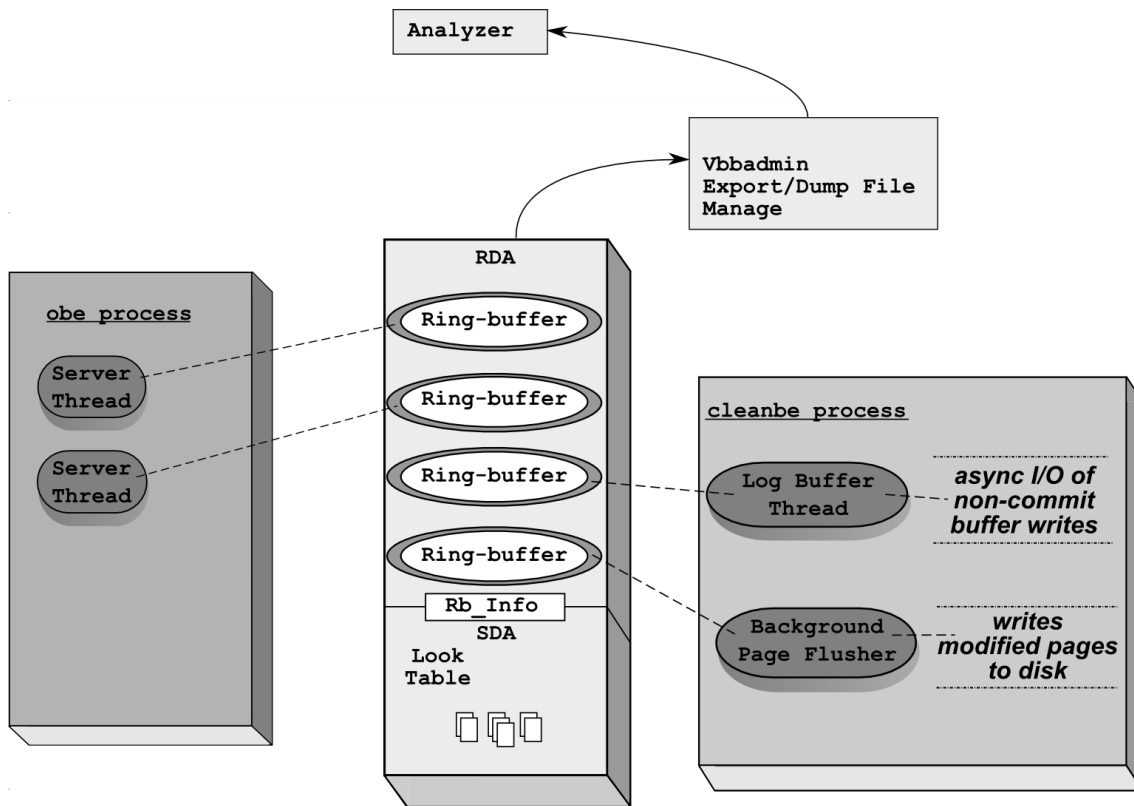 Analyzer
Vbbadmin
Export/Dump File
Manage
RDA
Ring-buffer
Ring-buffer
Ring-buffer
Ring-buffer
Rb_Info
SDA
Look
Table
obe process
Server
Thread
Server
Thread
cleanbe process
Log Buffer
Thread
async I/O of
non-commit
buffer writes
Background
Page Flusher
writes
modified pages
to disk